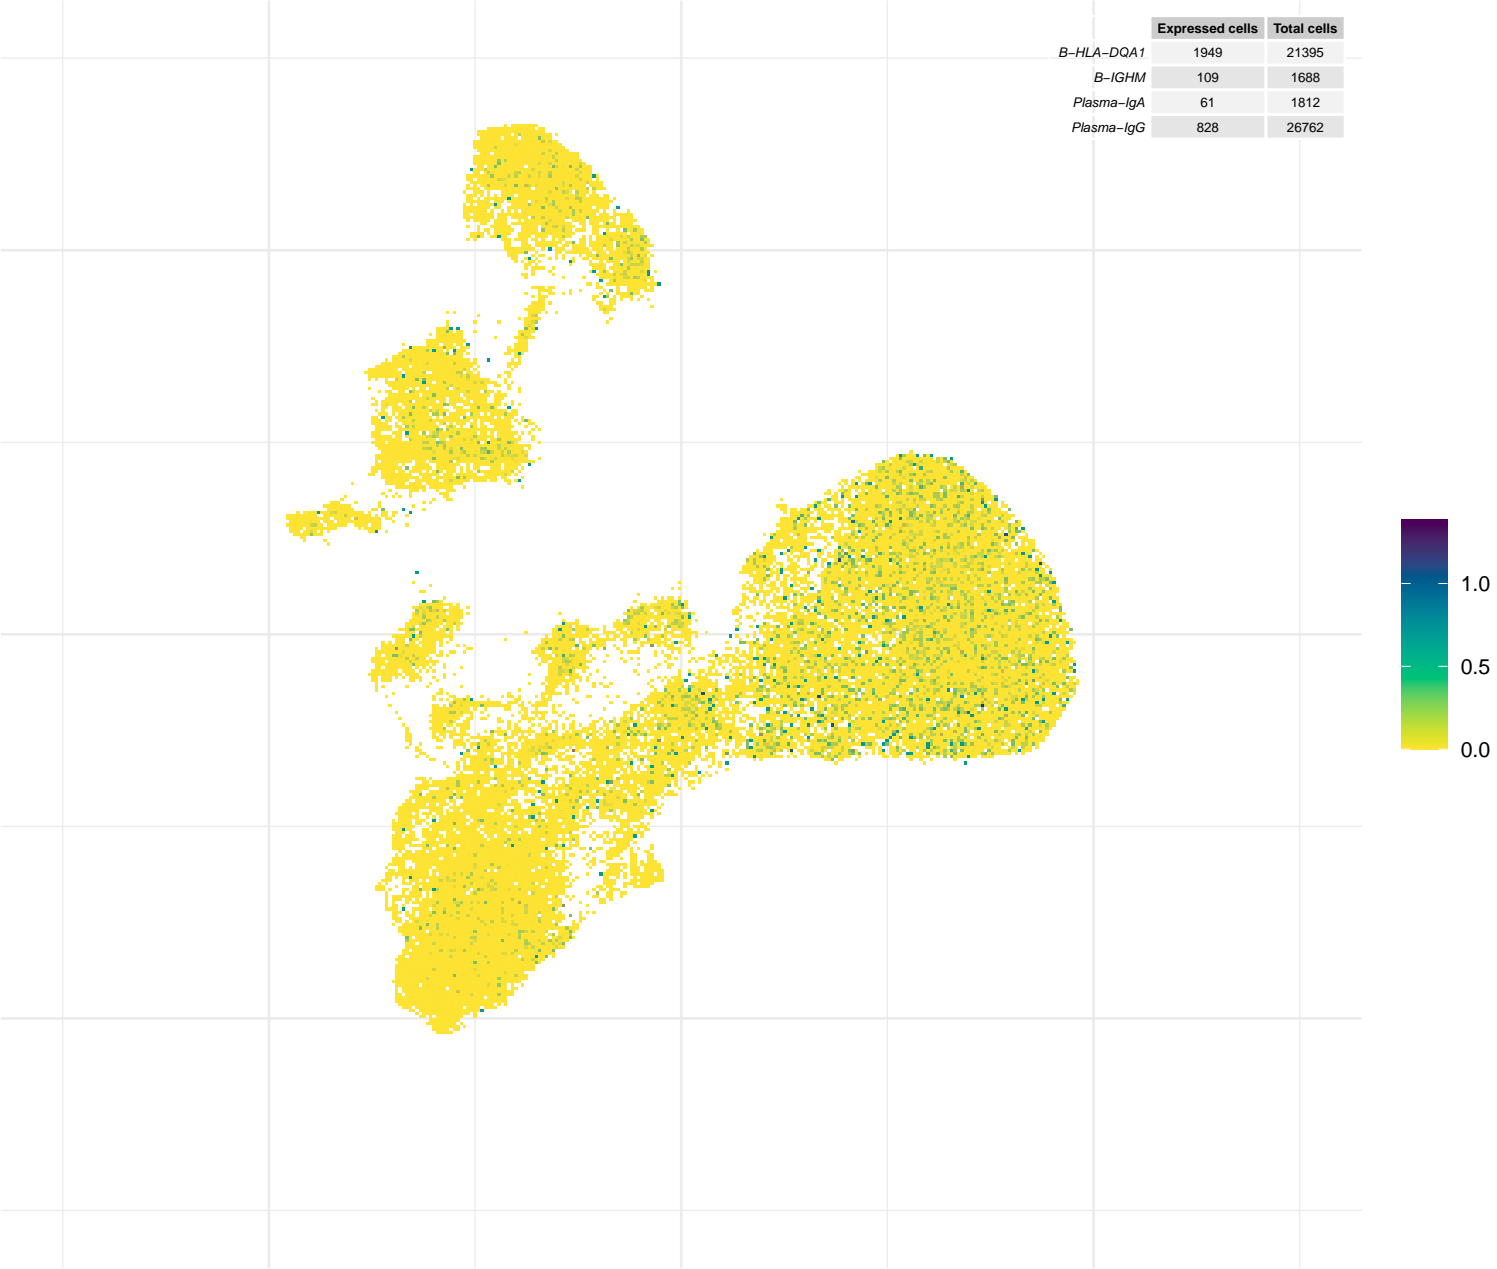 Expressed cells Total cells
B−HLA−DQA1 1949 21395
B−IGHM 109 1688
Plasma−IgA 61 1812
Plasma−IgG 828 26762
1.0
0.5
0.0